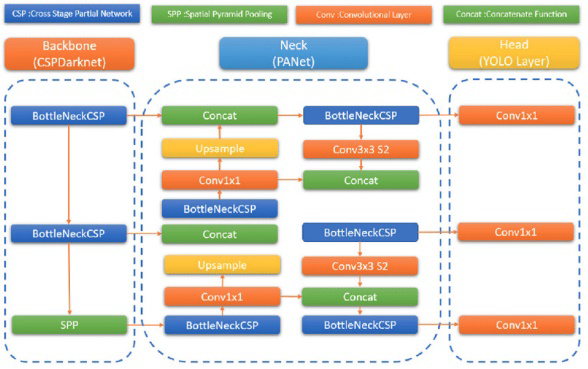 CSP :Cross Stage Partial Network
SPP :Spatial Pyramid Pooling
Conv :Convolutional Layer
Concat :Concatenate Function
Backbone
(CSPDarknet)
Neck
(PANet)
Head
(YOLO Layer)
BottleNeckCSP
Concat
BottleNeckCSP
Conv1x1
Upsample
Conv3x3 S2
Conv1x1
Concat
BottleNeckCSP
BottleNeckCSP
Concat
BottleNeckCSP
Conv1x1
Upsample
Conv3x3 S2
Conv1x1
Concat
SPP
BottleNeckCSP
BottleNeckCSP
Conv1x1